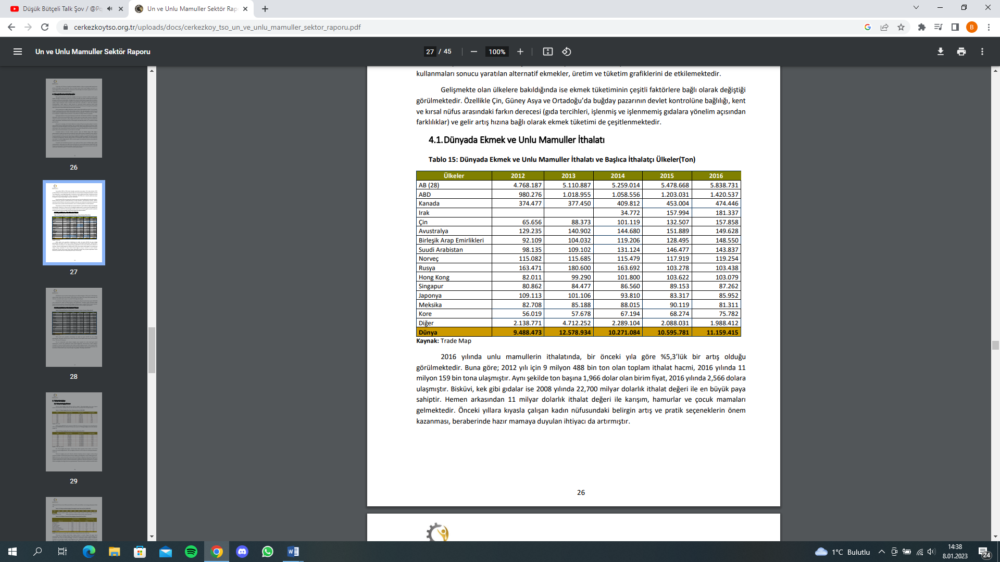 Düşük Bütçeli Talk Şov / @Po
Un ve Unlu Mamuller Sektör Rap
cerkezkoytso.org.tr/uploads/docs/cerkezkoy_tso_un_ve_unlu_mamuller_sektor_raporu.pdf
B
Un ve Unlu Mamuller Sektör Raporu
27 / 45
100%
26
27
28
29
kullanmaları sonucu yaratılan alternatif ekmekler, üretim ve tüketim grafiklerini de etkilemektedir.
Gelişmekte olan ülkelere bakıldığında ise ekmek tüketiminin çeşitli faktörlere bağlı olarak değiştiği
görülmektedir. Özellikle Çin, Güney Asya ve Ortadoğu’da buğday pazarının devlet kontrolüne bağlılığı, kent
ve kırsal nüfus arasındaki farkın derecesi (gıda tercihleri, işlenmiş ve işlenmemiş gıdalara yönelim açısından
farklılıklar) ve gelir artış hızına bağlı olarak ekmek tüketimi de çeşitlenmektedir.
4.1.Dünyada Ekmek ve Unlu Mamuller İthalatı
Tablo 15: Dünyada Ekmek ve Unlu Mamuller İthalatı ve Başlıca İthalatçı Ülkeler(Ton)
Ülkeler 2012 2013 2014 2015 2016
AB (28) 4.768.187 5.110.887 5.259.014 5.478.668 5.838.731
ABD 980.276 1.018.955 1.058.556 1.203.031 1.420.537
Kanada 374.477 377.450 409.812 453.004 474.446
Irak 34.772 157.994 181.337
Çin 65.656 88.373 101.119 132.507 157.858
Avustralya 129.235 140.902 144.680 151.889 149.628
Birleşik Arap Emirlikleri 92.109 104.032 119.206 128.495 148.550
Suudi Arabistan 98.135 109.102 131.124 146.477 143.837
Norveç 115.082 115.685 115.479 117.919 119.254
Rusya 163.471 180.600 163.692 103.278 103.438
Hong Kong 82.011 99.290 101.800 103.622 103.079
Singapur 80.862 84.477 86.560 89.153 87.262
Japonya 109.113 101.106 93.810 83.317 85.952
Meksika 82.708 85.188 88.015 90.119 81.311
Kore 56.019 57.678 67.194 68.274 75.782
Diğer 2.138.771 4.712.252 2.289.104 2.088.031 1.988.412
Dünya 9.488.473 12.578.934 10.271.084 10.595.781 11.159.415
Kaynak: Trade Map
2016 yılında unlu mamullerin ithalatında, bir önceki yıla göre %5,3’lük bir artış olduğu
görülmektedir. Buna göre; 2012 yılı için 9 milyon 488 bin ton olan toplam ithalat hacmi, 2016 yılında 11
milyon 159 bin tona ulaşmıştır. Aynı şekilde ton başına 1,966 dolar olan birim fiyat, 2016 yılında 2,566 dolara
ulaşmıştır. Bisküvi, kek gibi gıdalar ise 2008 yılında 22,700 milyar dolarlık ithalat değeri ile en büyük paya
sahiptir. Hemen arkasından 11 milyar dolarlık ithalat değeri ile karışım, hamurlar ve çocuk mamaları
gelmektedir. Önceki yıllara kıyasla çalışan kadın nüfusundaki belirgin artış ve pratik seçeneklerin önem
kazanması, beraberinde hazır mamaya duyulan ihtiyacı da artırmıştır.
26
1°C Bulutlu
14:38
8.01.2023
24